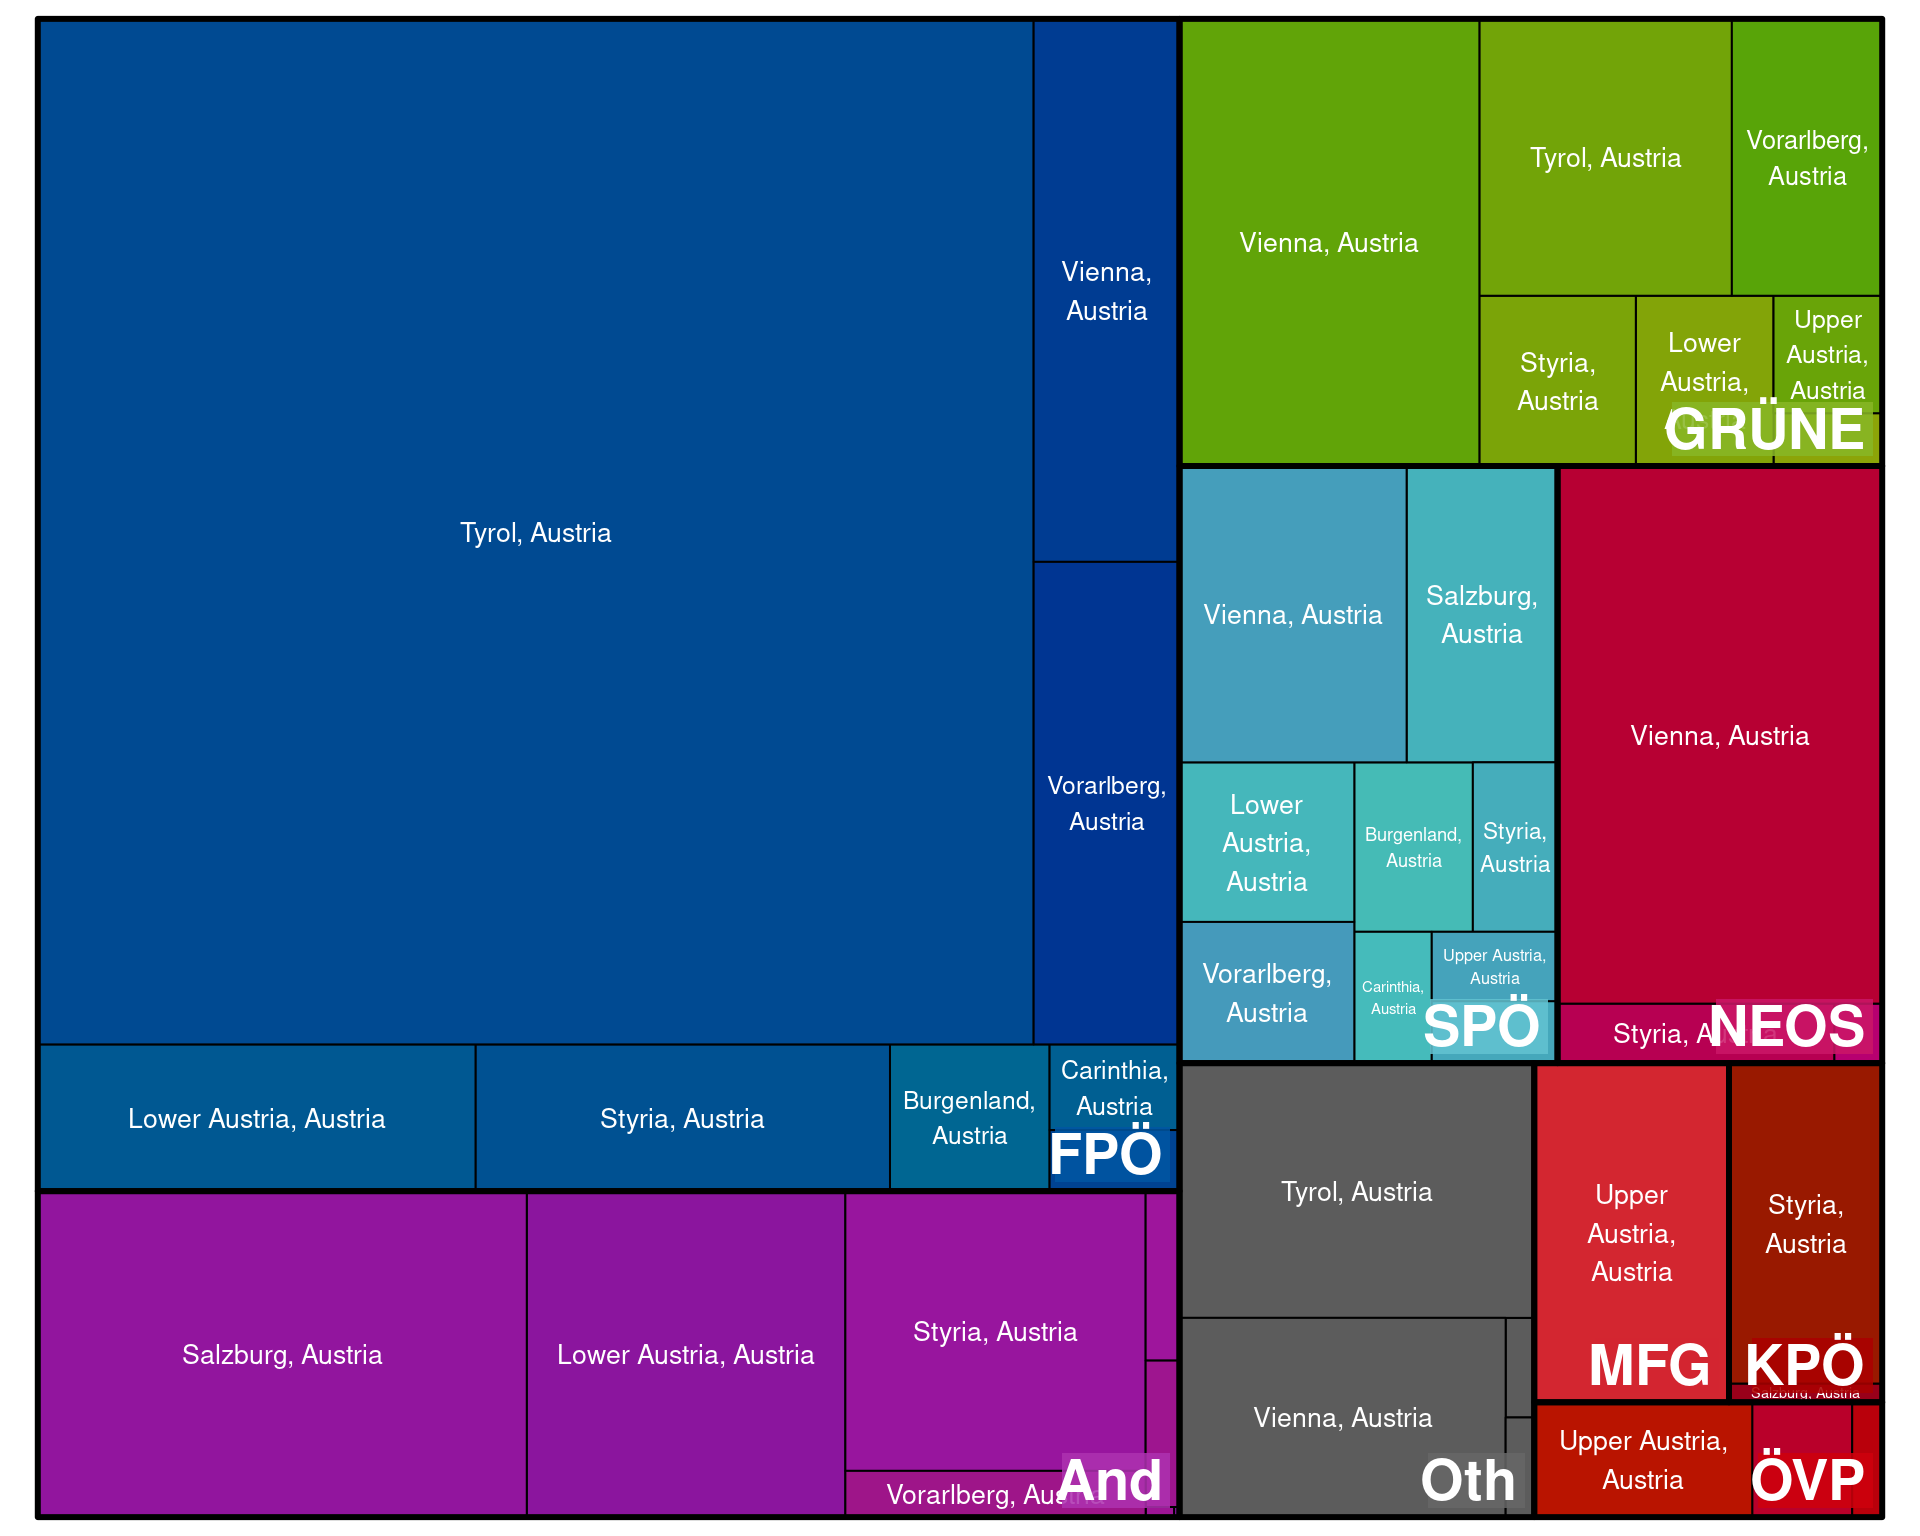 Tyrol, Austria
Vienna,
Austria
Vorarlberg,
Austria
Lower Austria, Austria
Styria, Austria
Burgenland,
Austria
Carinthia,
Austria
FPÖ
Salzburg, Austria
Lower Austria, Austria
Styria, Austria
Vorarlberg, Austria
And
Vienna, Austria
Tyrol, Austria
Vorarlberg,
Austria
Styria,
Austria
Lower
Austria,
Upper
Austria,
Austria
GRÜNE
Vienna, Austria
Salzburg,
Austria
Lower
Austria,
Austria
Burgenland,
Austria
Styria,
Austria
Vorarlberg,
Austria
Carinthia,
Austria
Upper Austria,
Austria
SPÖ
Vienna, Austria
Styria, Austria
NEOS
Tyrol, Austria
Vienna, Austria
Oth
Upper
Austria,
Austria
MFG
Styria,
Austria
KPÖ
Salzburg, Austria
Upper Austria,
Austria
ÖVP